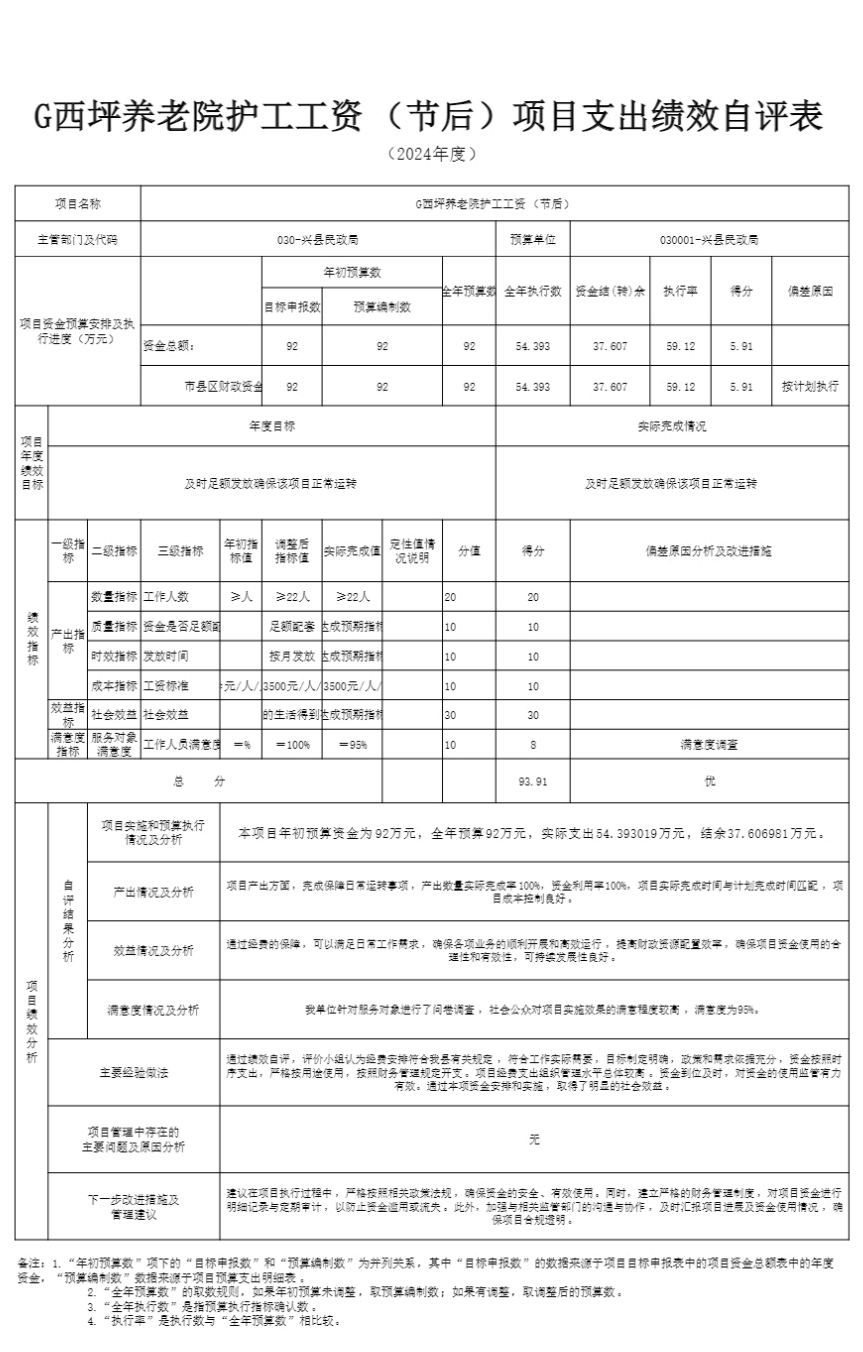 G西坪养老院护工工资（节后）项目支出绩效自评表
（2024年度）
项目名称
G西坪养老院护工工资（节后）
主管部门及代码
030-兴县民政局
预算单位
030001-兴县民政局
项目资金预算安排及执
行进度（万元）
年初预算数
全年预算数
全年执行数
资金结(转)余
执行率
得分
偏差原因
目标申报数
预算编制数
资金总额：
92
92
92
54.393
37.607
59.12
5.91
市县区财政资金
92
92
92
54.393
37.607
59.12
5.91
按计划执行
项目
年度
绩效
目标
年度目标
实际完成情况
及时足额发放确保该项目正常运转
及时足额发放确保该项目正常运转
绩
效
指
标
一级指
标
二级指标
三级指标
年初指
标值
调整后
指标值
实际完成值
定性值情
况说明
分值
得分
偏差原因分析及改进措施
产出指
标
数量指标
工作人数
≥人
≥22人
≥22人
20
20
质量指标
资金是否足额配
足额配套
达成预期指标
10
10
时效指标
发放时间
按月发放
达成预期指标
10
10
成本指标
工资标准
元/人/
3500元/人/
3500元/人/
10
10
效益指
标
社会效益
社会效益
的生活得到
达成预期指标
30
30
满意度
指标
服务对象
满意度
工作人员满意度
＝%
＝100%
＝95%
10
8
满意度调查
总 分
93.91
优
项
目
绩
效
分
析
自
评
结
果
分
析
项目实施和预算执行
情况及分析
本项目年初预算资金为92万元，全年预算92万元，实际支出54.393019万元，结余37.606981万元。
产出情况及分析
项目产出方面，完成保障日常运转事项，产出数量实际完成率100%，资金利用率100%，项目实际完成时间与计划完成时间匹配，项
目成本控制良好。
效益情况及分析
通过经费的保障，可以满足日常工作需求，确保各项业务的顺利开展和高效运行，提高财政资源配置效率，确保项目资金使用的合
理性和有效性，可持续发展性良好。
满意度情况及分析
我单位针对服务对象进行了问卷调查，社会公众对项目实施效果的满意程度较高，满意度为95%。
主要经验做法
通过绩效自评，评价小组认为经费安排符合我县有关规定，符合工作实际需要，目标制定明确，政策和需求依据充分，资金按照时
序支出，严格按用途使用，按照财务管理规定开支。项目经费支出组织管理水平总体较高。资金到位及时，对资金的使用监管有力
有效。通过本项资金安排和实施，取得了明显的社会效益。
项目管理中存在的
主要问题及原因分析
无
下一步改进措施及
管理建议
建议在项目执行过程中，严格按照相关政策法规，确保资金的安全、有效使用。同时，建立严格的财务管理制度，对项目资金进行
明细记录与定期审计，以防止资金滥用或流失。此外，加强与相关监管部门的沟通与协作，及时汇报项目进展及资金使用情况，确
保项目合规透明。
备注：1.“年初预算数”项下的“目标申报数”和“预算编制数”为并列关系，其中“目标申报数”的数据来源于项目目标申报表中的项目资金总额表中的年度
资金，“预算编制数”数据来源于项目预算支出明细表。
2.“全年预算数”的取数规则，如果年初预算未调整，取预算编制数；如果有调整，取调整后的预算数。
3.“全年执行数”是指预算执行指标确认数。
4.“执行率”是执行数与“全年预算数”相比较。